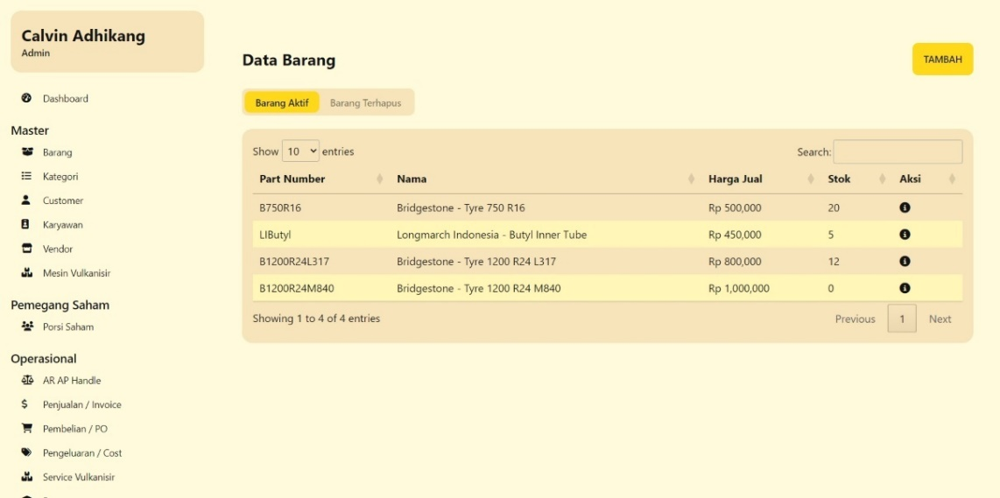 Calvin Adhikang
Admin
Dashboard
Master
Barang
Kategori
Customer
Karyawan
Vendor
Mesin Vulkanisir
Pemegang Saham
Porsi Saham
Operasional
AR AP Handle
Penjualan / Invoice
Pembelian / PO
Pengeluaran / Cost
Service Vulkanisir
Data Barang
TAMBAH
Barang Aktif Barang Terhapus
Show 10 entries Search:
Part Number Nama Harga Jual Stok Aksi
B750R16 Bridgestone - Tyre 750 R16 Rp 500,000 20
LIButyl Longmarch Indonesia - Butyl Inner Tube Rp 450,000 5
B1200R24L317 Bridgestone - Tyre 1200 R24 L317 Rp 800,000 12
B1200R24M840 Bridgestone - Tyre 1200 R24 M840 Rp 1,000,000 0
Showing 1 to 4 of 4 entries Previous 1 Next